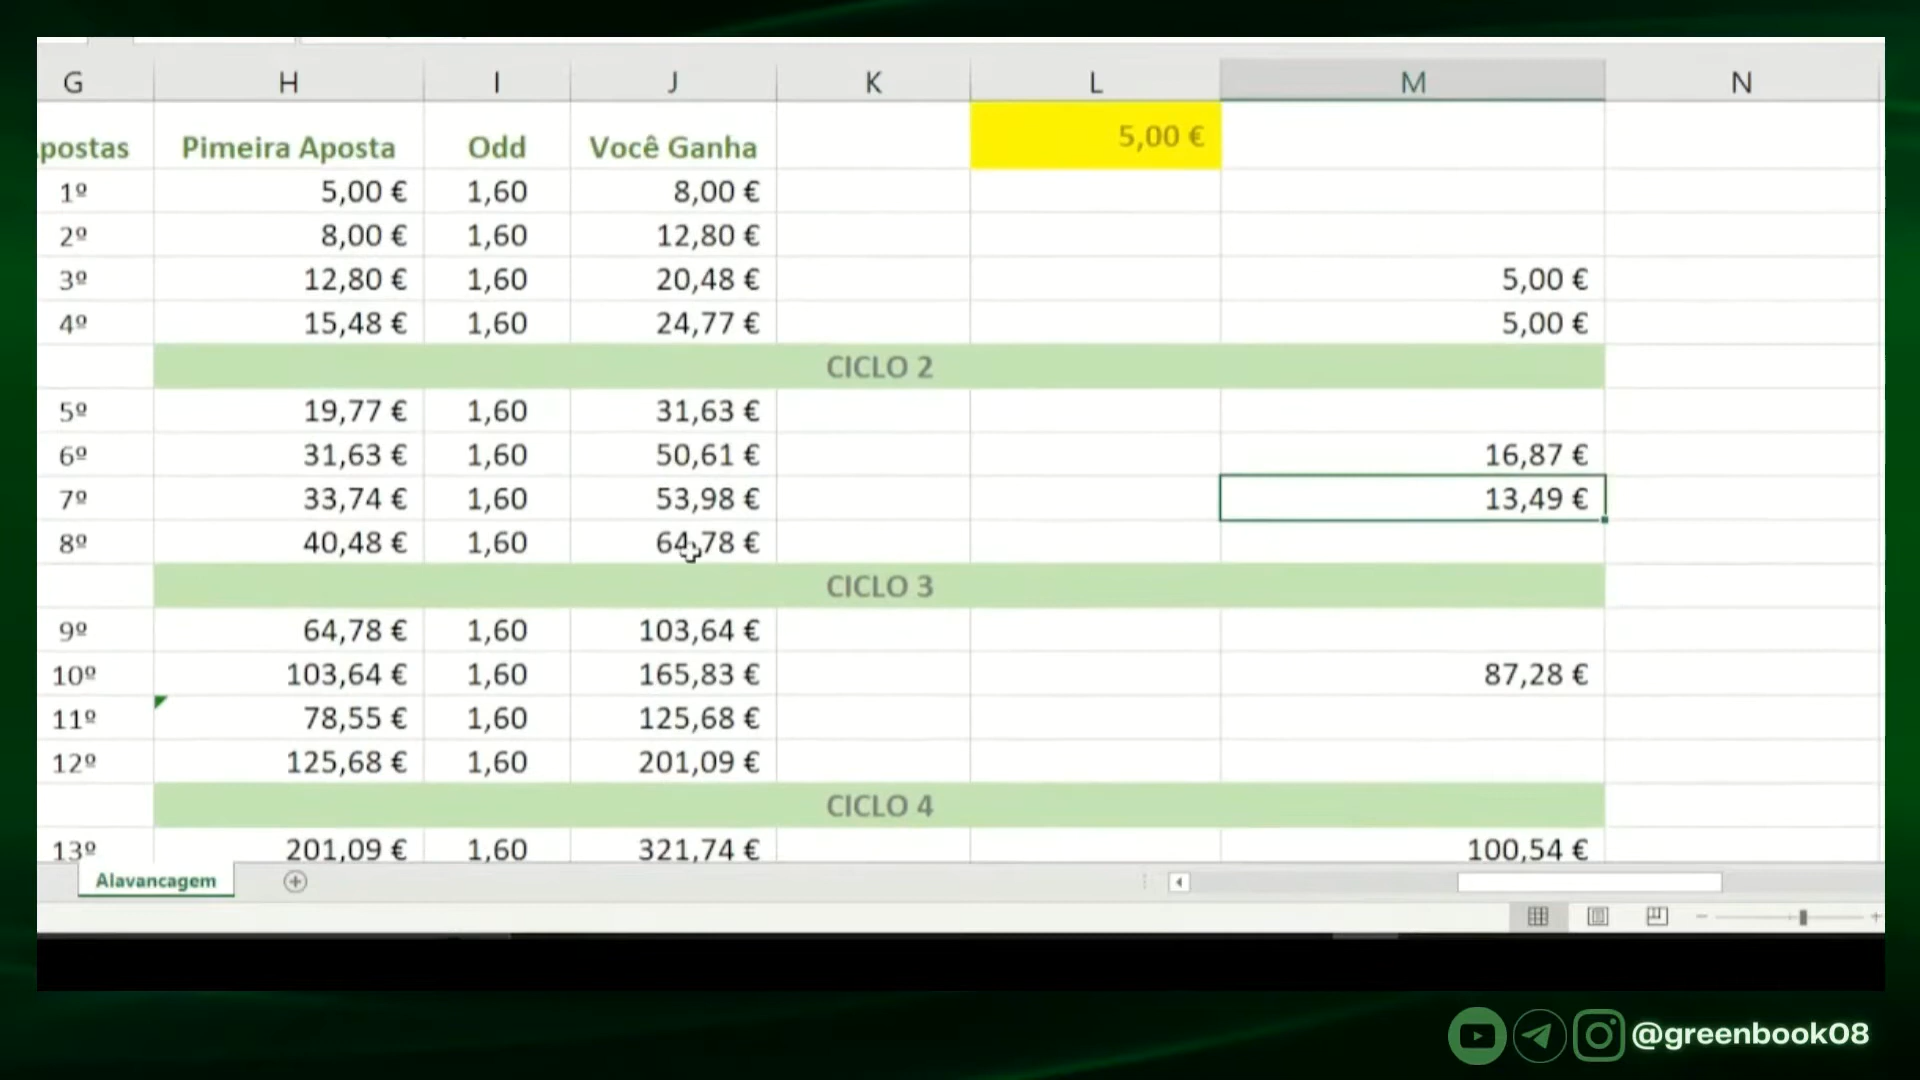 G H I J K L M N
postas Pimeira Aposta Odd Você Ganha 5,00 €
1º 5,00 € 1,60 8,00 €
2º 8,00 € 1,60 12,80 €
3º 12,80 € 1,60 20,48 € 5,00 €
4º 15,48 € 1,60 24,77 € 5,00 €
CICLO 2
5º 19,77 € 1,60 31,63 €
6º 31,63 € 1,60 50,61 € 16,87 €
7º 33,74 € 1,60 53,98 € 13,49 €
8º 40,48 € 1,60 64,78 €
CICLO 3
9º 64,78 € 1,60 103,64 €
10º 103,64 € 1,60 165,83 € 87,28 €
11º 78,55 € 1,60 125,68 €
12º 125,68 € 1,60 201,09 €
CICLO 4
13º 201,09 € 1,60 321,74 € 100,54 €
Alavancagem
@greenbook08